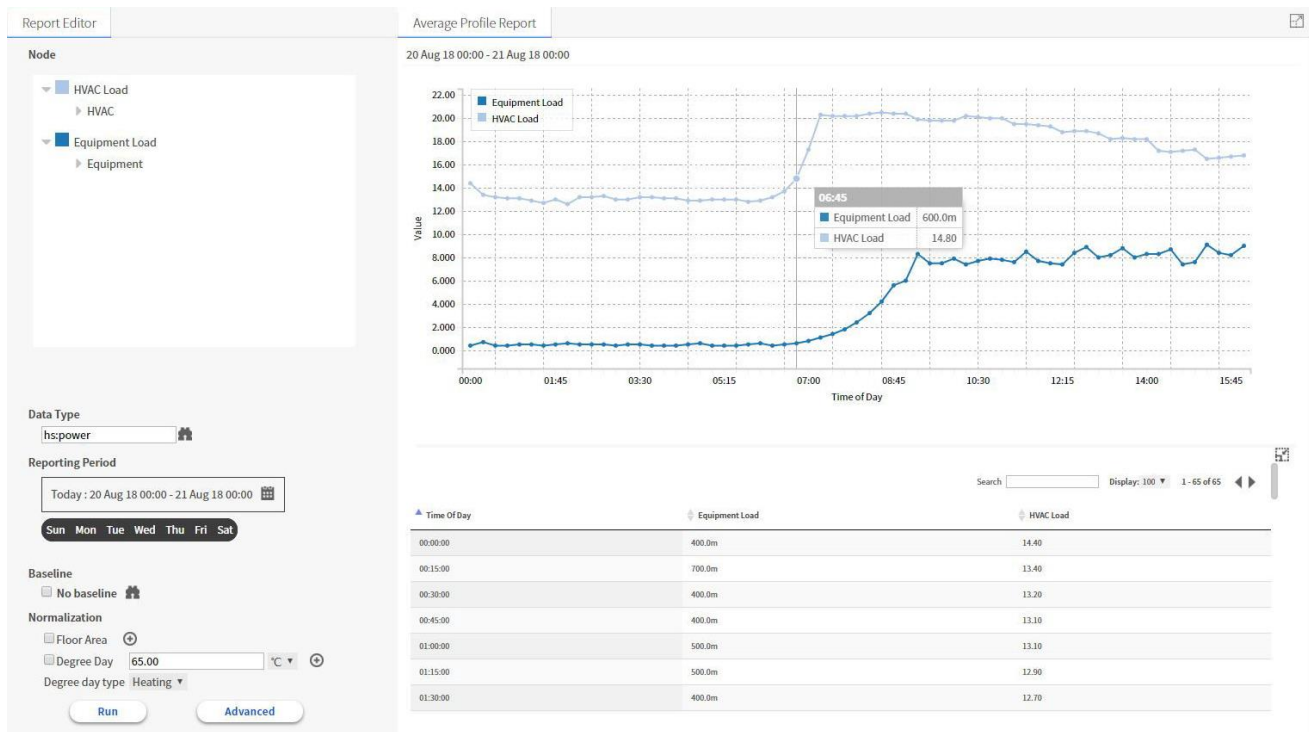 Report Editor
Node
HVAC Load
HVAC
Equipment Load
Equipment
Data Type
hs:power
Reporting Period
Today : 20 Aug 18 00:00 - 21 Aug 18 00:00
Sun Mon Tue Wed Thu Fri Sat
Baseline
No baseline
Normalization
Floor Area
Degree Day 65.00 °C
Degree day type Heating
Run Advanced
Average Profile Report
20 Aug 18 00:00 - 21 Aug 18 00:00
22.00
20.00
18.00
16.00
14.00
12.00
10.00
8.000
6.000
4.000
2.000
0.000
Value
Equipment Load
HVAC Load
06:45
Equipment Load 600.0m
HVAC Load 14.80
00:00 01:45 03:30 05:15 07:00 08:45 10:30 12:15 14:00 15:45
Time of Day
Search Display: 100 1 - 65 of 65
Time Of Day Equipment Load HVAC Load
00:00:00 400.0m 14.40
00:15:00 700.0m 13.40
00:30:00 400.0m 13.20
00:45:00 400.0m 13.10
01:00:00 500.0m 13.10
01:15:00 500.0m 12.90
01:30:00 400.0m 12.70